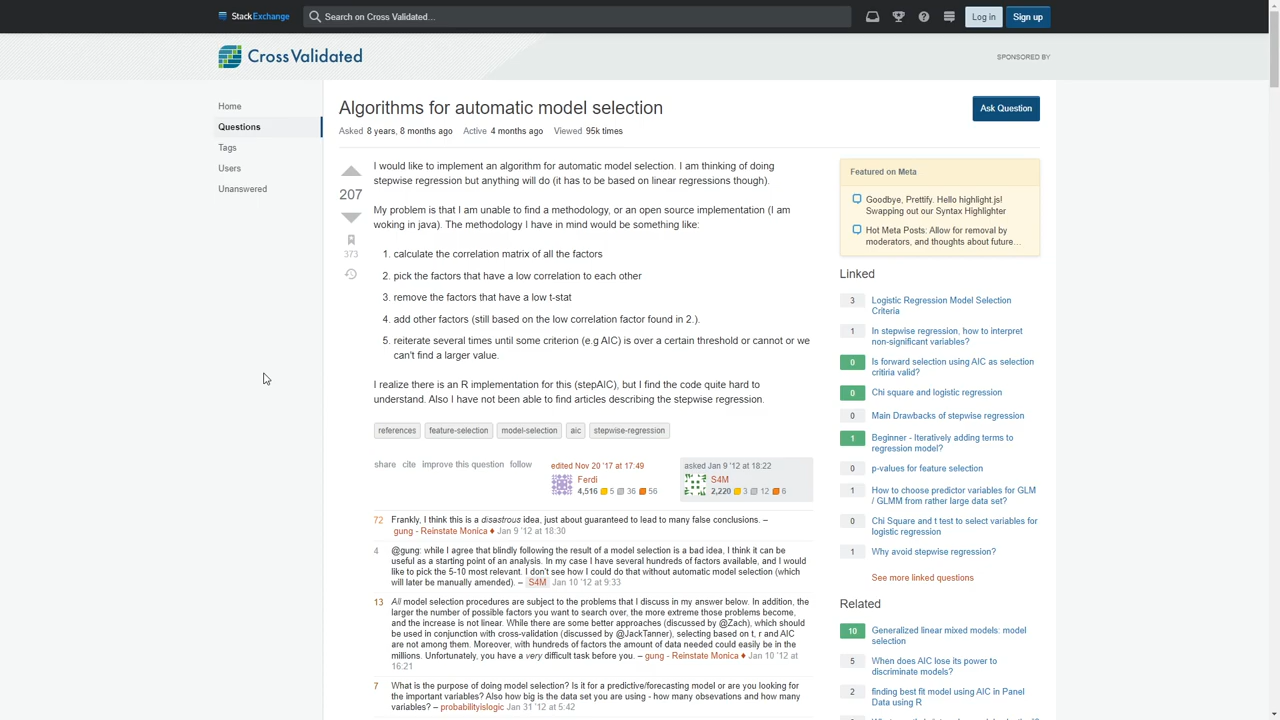 StackExchange
Search on Cross Validated…
Log in
Sign up
CrossValidated
SPONSORED BY
Home
Questions
Tags
Users
Unanswered
Algorithms for automatic model selection
Ask Question
Asked 8 years, 8 months ago Active 4 months ago Viewed 95k times
207
373
I would like to implement an algorithm for automatic model selection. I am thinking of doing
stepwise regression but anything will do (it has to be based on linear regressions though).
My problem is that I am unable to find a methodology, or an open source implementation (I am
woking in java). The methodology I have in mind would be something like:
1. calculate the correlation matrix of all the factors
2. pick the factors that have a low correlation to each other
3. remove the factors that have a low t-stat
4. add other factors (still based on the low correlation factor found in 2.).
5. reiterate several times until some criterion (e.g AIC) is over a certain threshold or cannot or we
can't find a larger value.
I realize there is an R implementation for this (stepAIC), but I find the code quite hard to
understand. Also I have not been able to find articles describing the stepwise regression.
references feature-selection model-selection aic stepwise-regression
share cite improve this question follow
edited Nov 20 '17 at 17:49
Ferdi
4,516 5 36 56
asked Jan 9 '12 at 18:22
S4M
2,220 3 12 6
72 Frankly, I think this is a disastrous idea, just about guaranteed to lead to many false conclusions. –
gung - Reinstate Monica ♦ Jan 9 '12 at 18:30
4 @gung: while I agree that blindly following the result of a model selection is a bad idea, I think it can be
useful as a starting point of an analysis. In my case I have several hundreds of factors available, and I would
like to pick the 5-10 most relevant. I don't see how I could do that without automatic model selection (which
will later be manually amended). – S4M Jan 10 '12 at 9:33
13 All model selection procedures are subject to the problems that I discuss in my answer below. In addition, the
larger the number of possible factors you want to search over, the more extreme those problems become,
and the increase is not linear. While there are some better approaches (discussed by @Zach), which should
be used in conjunction with cross-validation (discussed by @JackTanner), selecting based on t, r and AIC
are not among them. Moreover, with hundreds of factors the amount of data needed could easily be in the
millions. Unfortunately, you have a very difficult task before you. – gung - Reinstate Monica ♦ Jan 10 '12 at
16:21
7 What is the purpose of doing model selection? Is it for a predictive/forecasting model or are you looking for
the important variables? Also how big is the data set you are using - how many obsevations and how many
variables? – probabilityislogic Jan 31 '12 at 5:42
Featured on Meta
Goodbye, Prettify. Hello highlight.js!
Swapping out our Syntax Highlighter
Hot Meta Posts: Allow for removal by
moderators, and thoughts about future…
Linked
3 Logistic Regression Model Selection
Criteria
1 In stepwise regression, how to interpret
non-significant variables?
0 Is forward selection using AIC as selection
critiria valid?
0 Chi square and logistic regression
0 Main Drawbacks of stepwise regression
1 Beginner - Iteratively adding terms to
regression model?
0 p-values for feature selection
1 How to choose predictor variables for GLM
/ GLMM from rather large data set?
0 Chi Square and t test to select variables for
logistic regression
1 Why avoid stepwise regression?
See more linked questions
Related
10 Generalized linear mixed models: model
selection
5 When does AIC lose its power to
discriminate models?
2 finding best fit model using AIC in Panel
Data using R